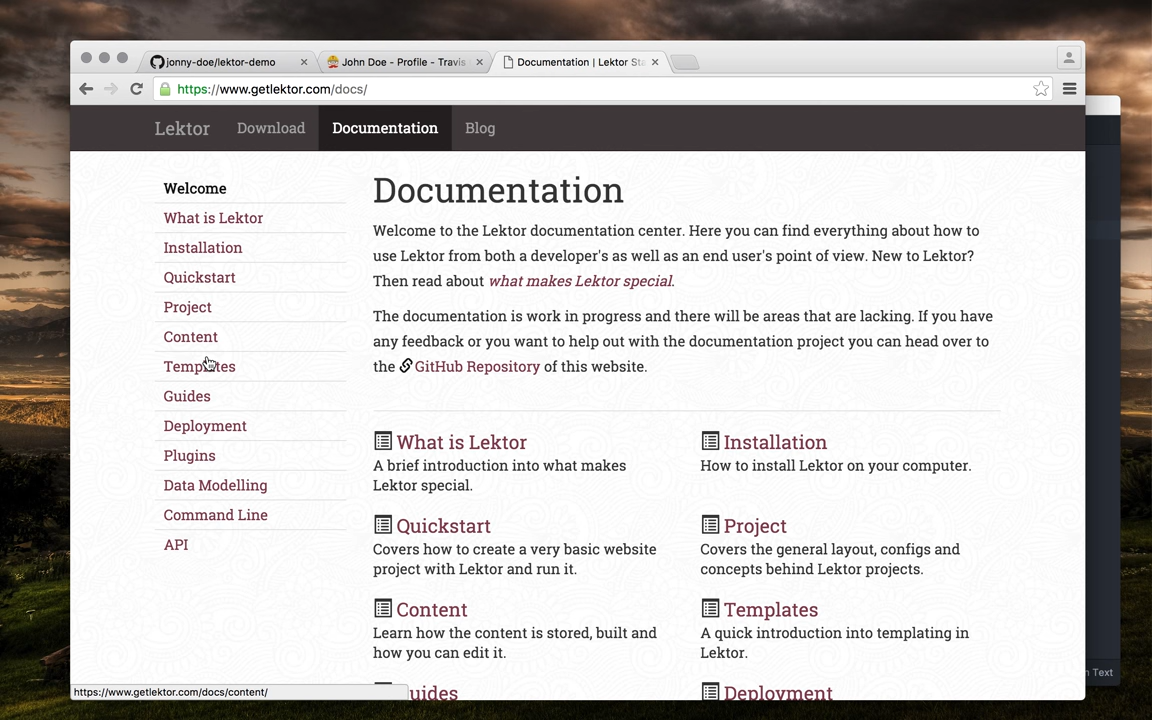 jonny-doe/lektor-demo
John Doe - Profile - Travis
Documentation | Lektor Sta
https://www.getlektor.com/docs/
Lektor
Download
Documentation
Blog
Welcome
What is Lektor
Installation
Quickstart
Project
Content
Templates
Guides
Deployment
Plugins
Data Modelling
Command Line
API
Documentation
Welcome to the Lektor documentation center. Here you can find everything about how to
use Lektor from both a developer's as well as an end user's point of view. New to Lektor?
Then read about what makes Lektor special.
The documentation is work in progress and there will be areas that are lacking. If you have
any feedback or you want to help out with the documentation project you can head over to
the GitHub Repository of this website.
What is Lektor
A brief introduction into what makes
Lektor special.
Installation
How to install Lektor on your computer.
Quickstart
Covers how to create a very basic website
project with Lektor and run it.
Project
Covers the general layout, configs and
concepts behind Lektor projects.
Content
Learn how the content is stored, built and
how you can edit it.
Templates
A quick introduction into templating in
Lektor.
Guides
Deployment
https://www.getlektor.com/docs/content/
n Text